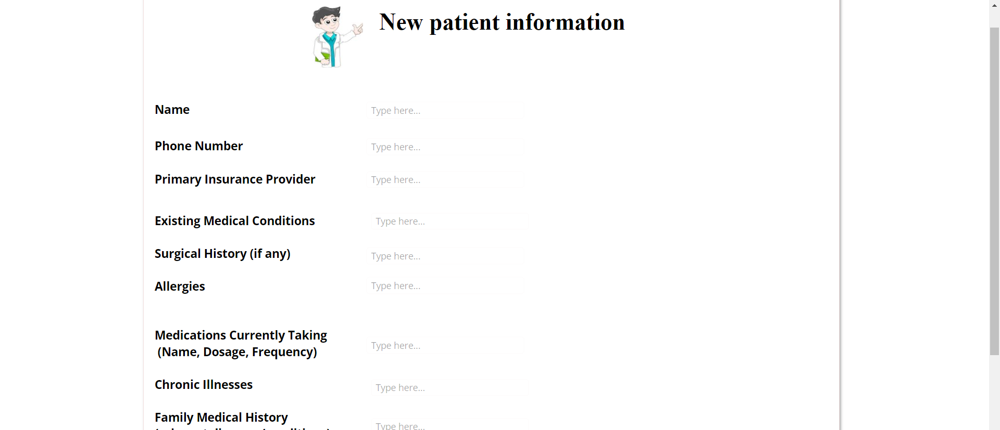 New patient information
Name
Type here...
Phone Number
Type here...
Primary Insurance Provider
Type here...
Existing Medical Conditions
Type here...
Surgical History (if any)
Type here...
Allergies
Type here...
Medications Currently Taking
(Name, Dosage, Frequency)
Type here...
Chronic Illnesses
Type here...
Family Medical History
Type here...